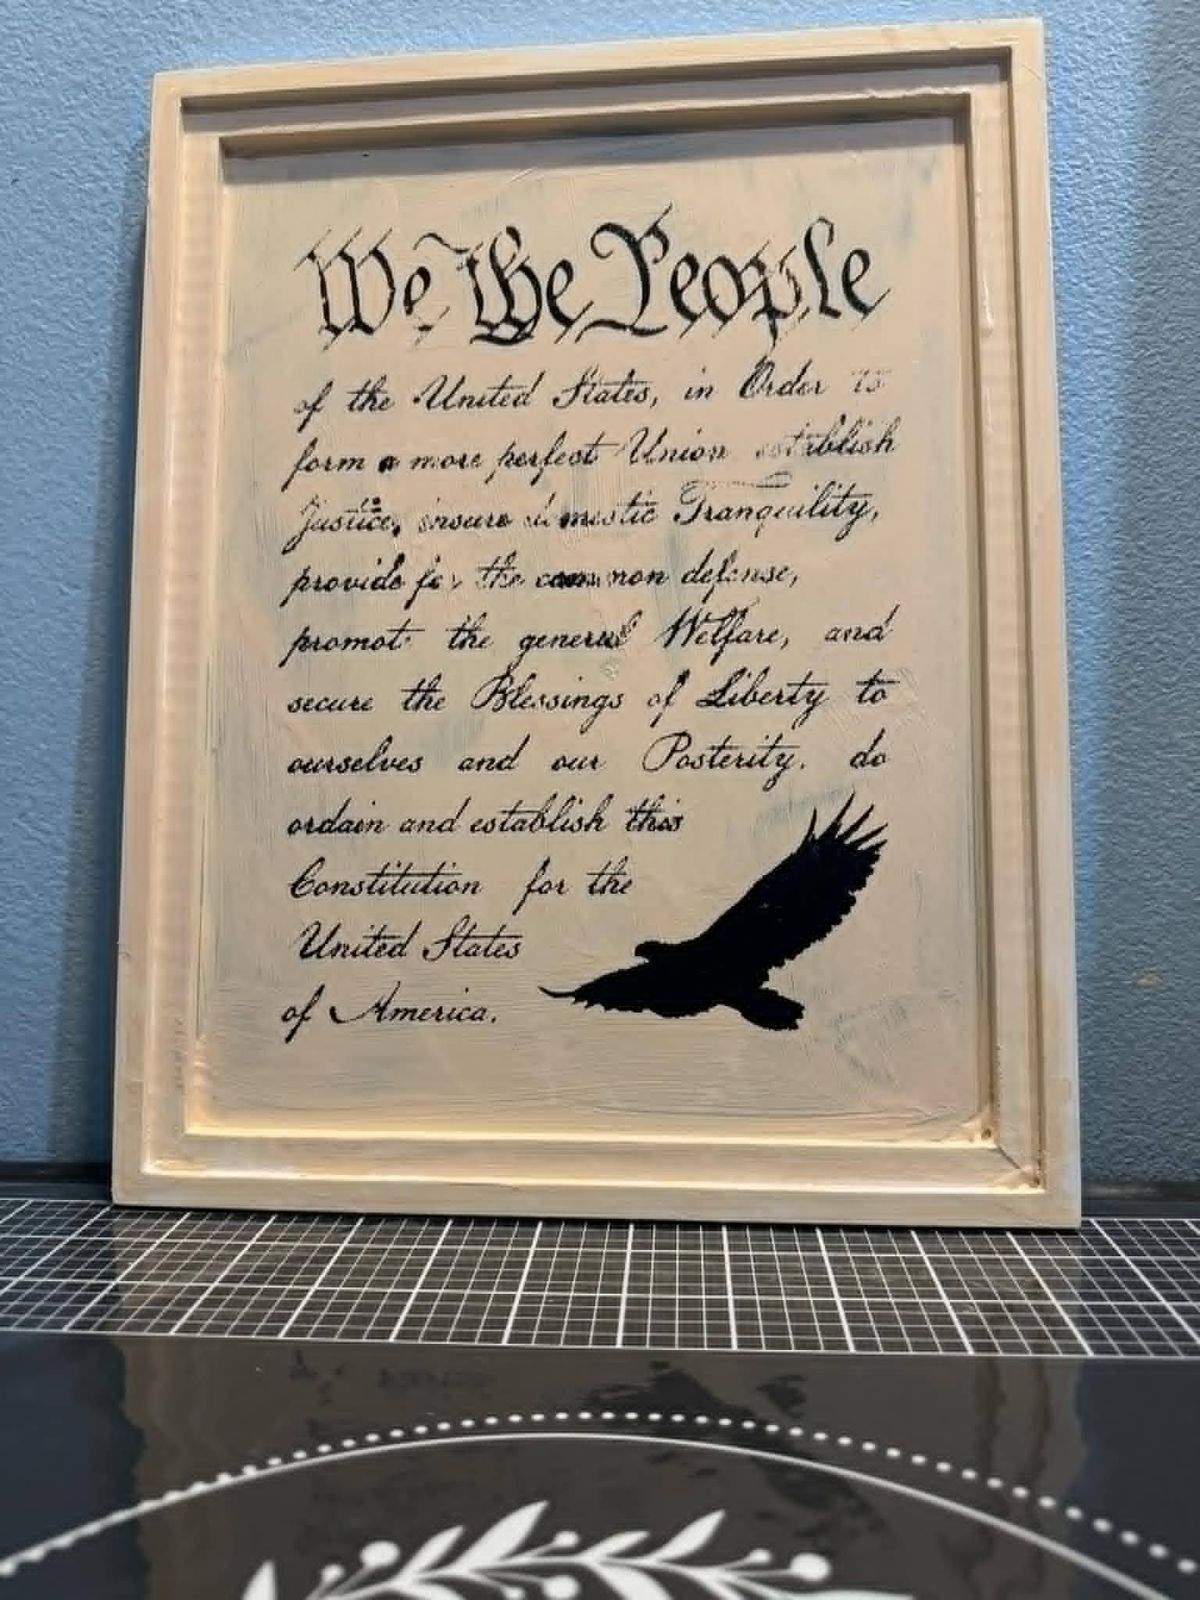 We the People
of the United States, in Order To
form a more perfect Union establish
Justice, insure domestic Tranquility,
provide for the common defense,
promote the general Welfare, and
secure the Blessings of Liberty to
ourselves and our Posterity. do
ordain and establish this
Constitution for the
United States
of America.